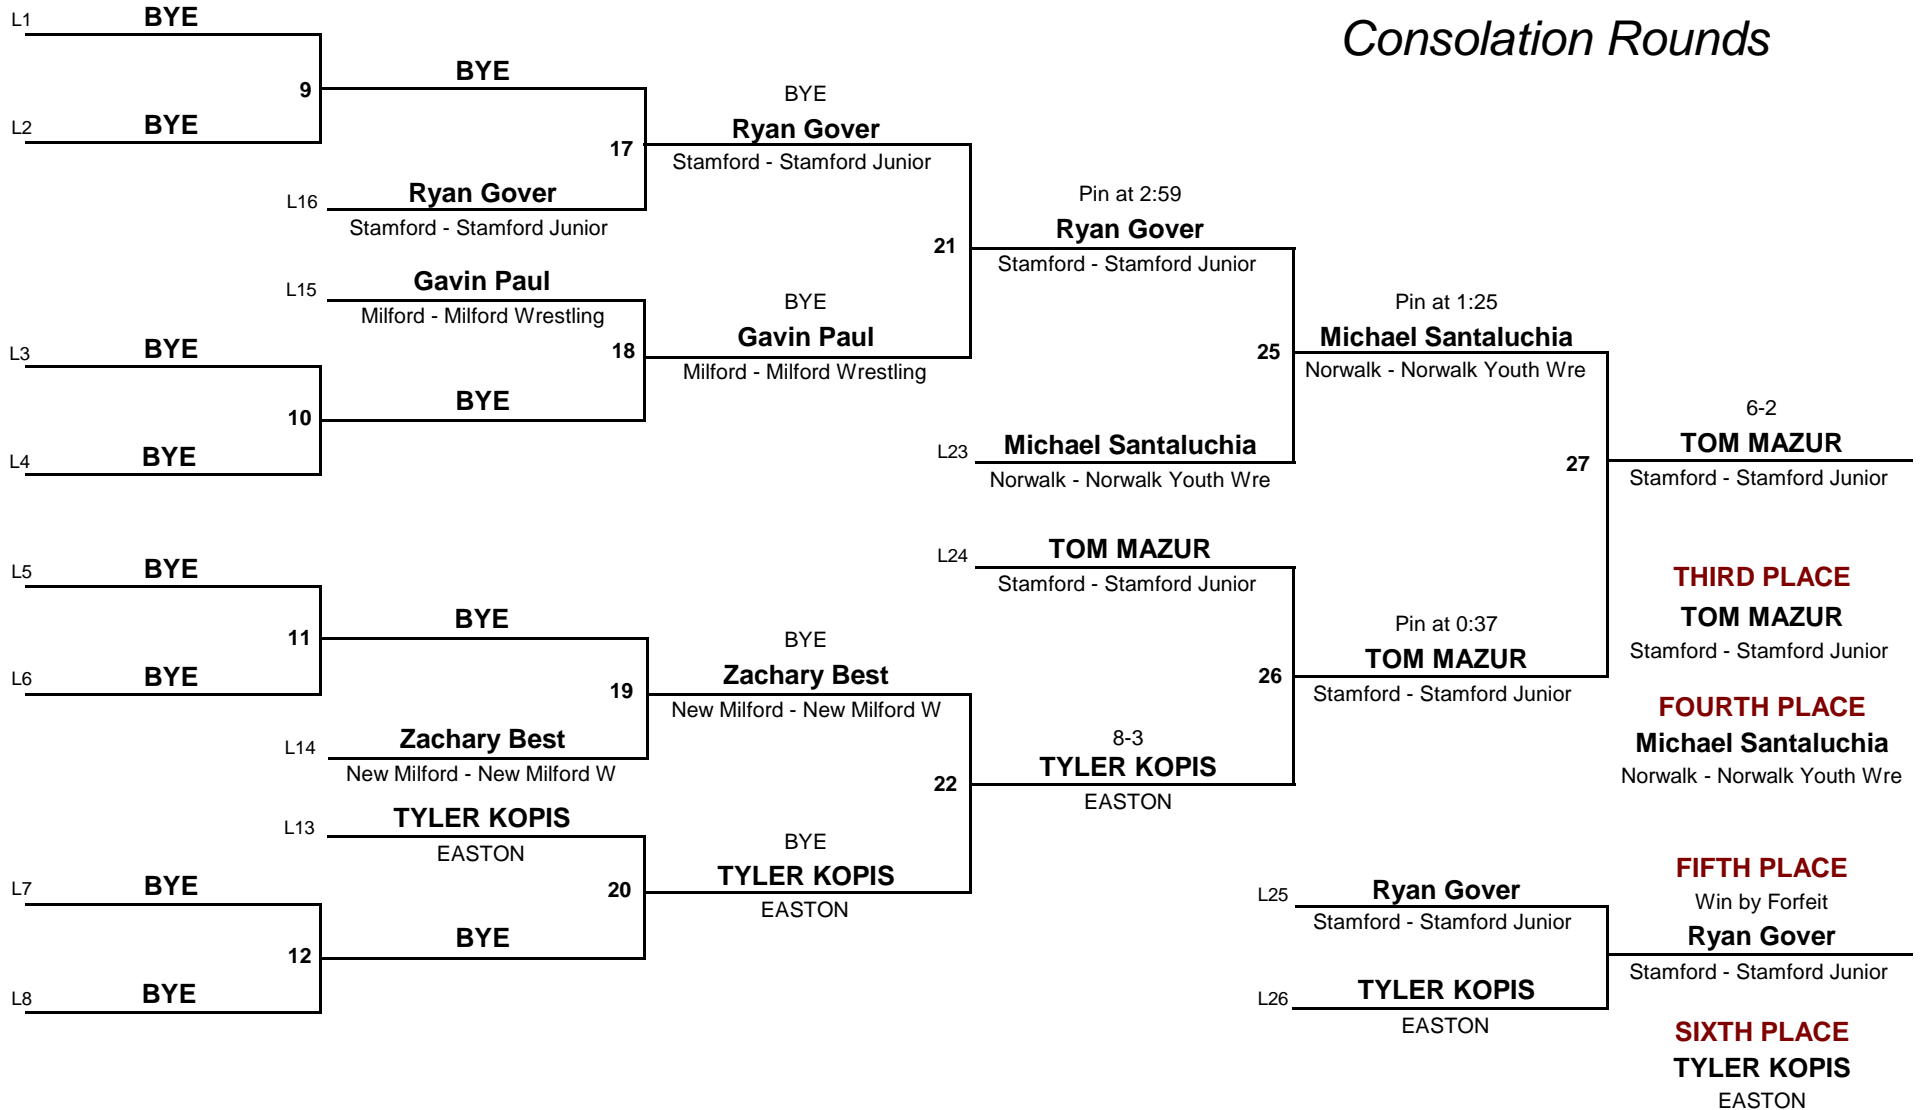 Consolation Rounds
L1
BYE
9
L2
BYE
BYE
17
L16
Ryan Gover
Stamford - Stamford Junior
BYE
Ryan Gover
Stamford - Stamford Junior
L15
Gavin Paul
Milford - Milford Wrestling
18
L3
BYE
10
L4
BYE
BYE
BYE
Gavin Paul
Milford - Milford Wrestling
21
Pin at 2:59
Ryan Gover
Stamford - Stamford Junior
25
L23
Michael Santaluchia
Norwalk - Norwalk Youth Wre
Pin at 1:25
Michael Santaluchia
Norwalk - Norwalk Youth Wre
27
6-2
TOM MAZUR
Stamford - Stamford Junior
L5
BYE
11
L6
BYE
BYE
19
L14
Zachary Best
New Milford - New Milford W
BYE
Zachary Best
New Milford - New Milford W
L13
TYLER KOPIS
EASTON
20
L7
BYE
12
L8
BYE
BYE
BYE
TYLER KOPIS
EASTON
22
8-3
TYLER KOPIS
EASTON
L24
TOM MAZUR
Stamford - Stamford Junior
26
Pin at 0:37
TOM MAZUR
Stamford - Stamford Junior
THIRD PLACE
TOM MAZUR
Stamford - Stamford Junior
FOURTH PLACE
Michael Santaluchia
Norwalk - Norwalk Youth Wre
L25
Ryan Gover
Stamford - Stamford Junior
L26
TYLER KOPIS
EASTON
FIFTH PLACE
Win by Forfeit
Ryan Gover
Stamford - Stamford Junior
SIXTH PLACE
TYLER KOPIS
EASTON